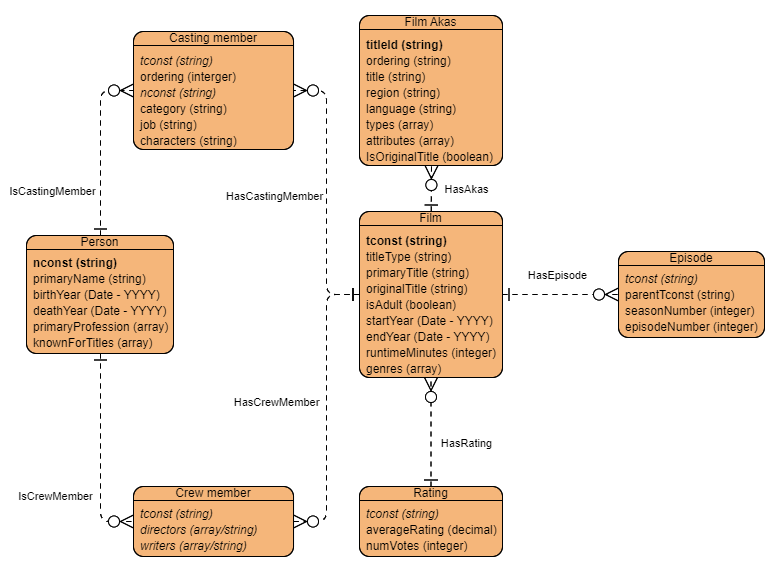 Casting member
tconst (string)
ordering (interger)
nconst (string)
category (string)
job (string)
characters (string)
Film Akas
titleId (string)
ordering (string)
title (string)
region (string)
language (string)
types (array)
attributes (array)
IsOriginalTitle (boolean)
IsCastingMember
HasCastingMember
HasAkas
Person
nconst (string)
primaryName (string)
birthYear (Date - YYYY)
deathYear (Date - YYYY)
primaryProfession (array)
knownForTitles (array)
Film
tconst (string)
titleType (string)
primaryTitle (string)
originalTitle (string)
isAdult (boolean)
startYear (Date - YYYY)
endYear (Date - YYYY)
runtimeMinutes (integer)
genres (array)
HasEpisode
Episode
tconst (string)
parentTconst (string)
seasonNumber (integer)
episodeNumber (integer)
HasCrewMember
HasRating
IsCrewMember
Crew member
tconst (string)
directors (array/string)
writers (array/string)
Rating
tconst (string)
averageRating (decimal)
numVotes (integer)